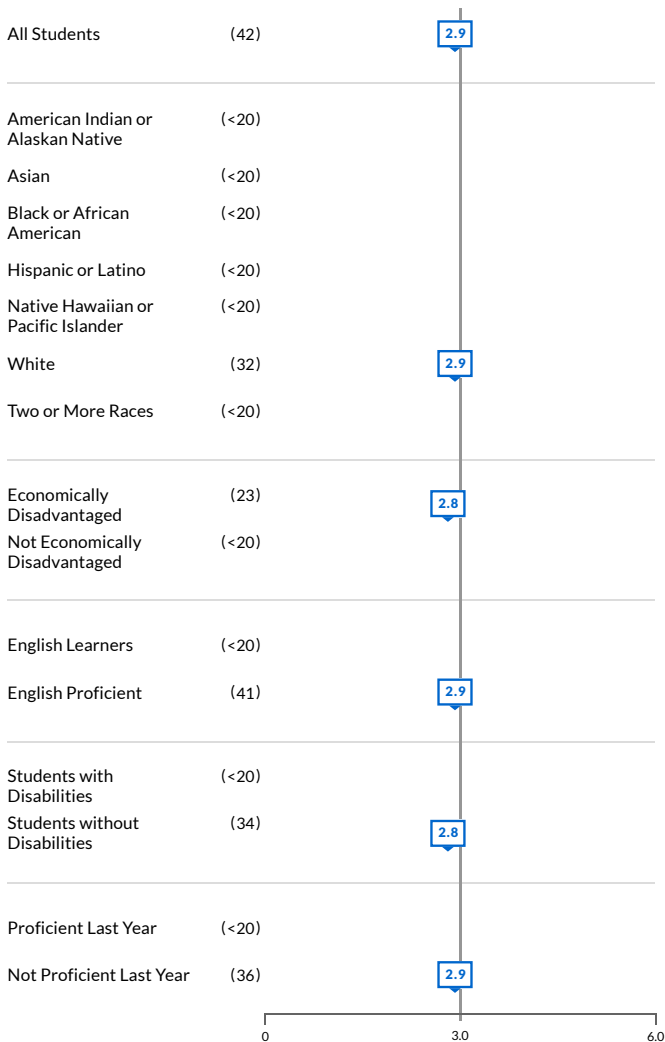 All Students (42) 2.9
American Indian or
Alaskan Native (<20)
Asian (<20)
Black or African
American (<20)
Hispanic or Latino (<20)
Native Hawaiian or
Pacific Islander (<20)
White (32) 2.9
Two or More Races (<20)
Economically
Disadvantaged (23) 2.8
Not Economically
Disadvantaged (<20)
English Learners (<20)
English Proficient (41) 2.9
Students with
Disabilities (<20)
Students without
Disabilities (34) 2.8
Proficient Last Year (<20)
Not Proficient Last Year (36) 2.9
0 3.0 6.0